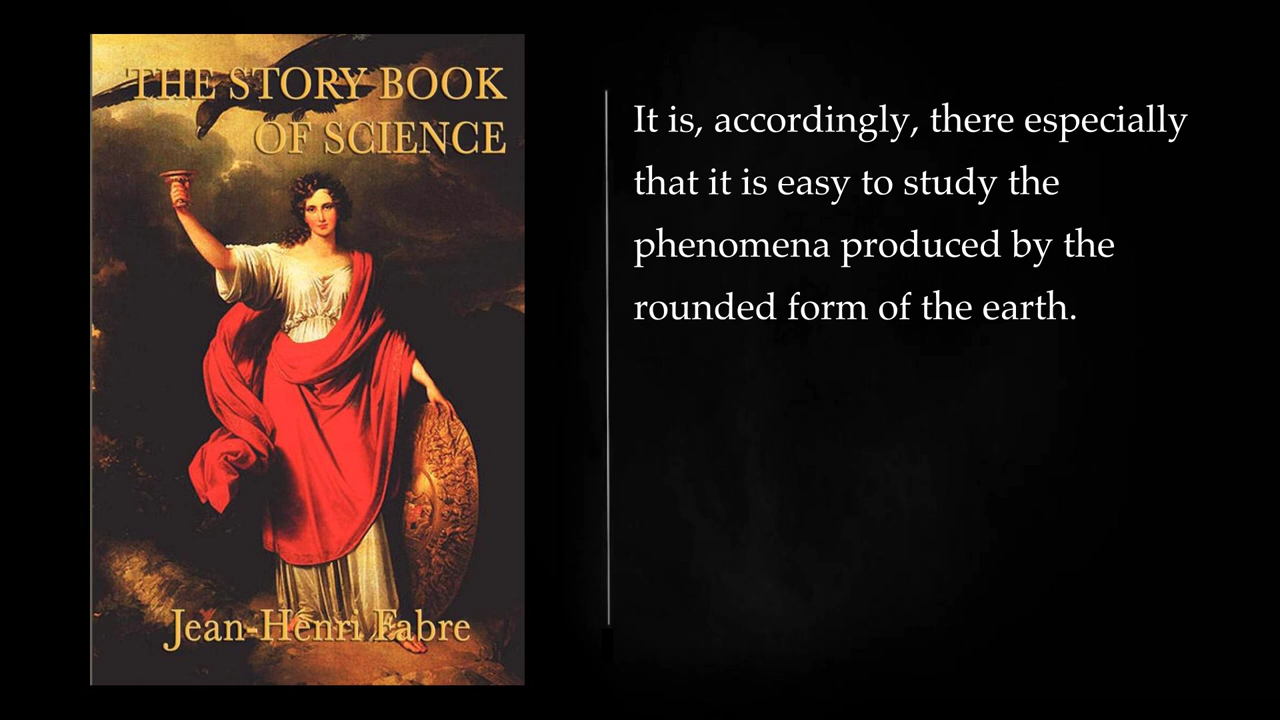 THE STORY BOOK
OF SCIENCE
Jean-Henri Fabre
It is, accordingly, there especially
that it is easy to study the
phenomena produced by the
rounded form of the earth.